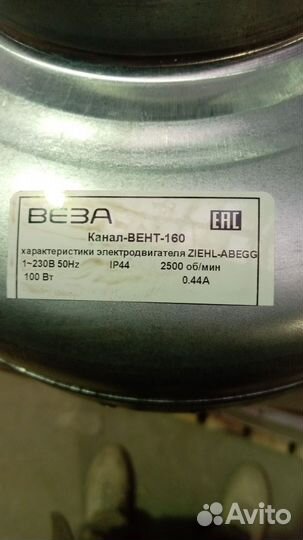 ВЕЗА
EAC
Канал-ВЕНТ-160
характеристики электродвигателя ZIEHL-ABEGG
1~230В 50Hz IP44 2500 об/мин
100 Вт 0.44А
Avito